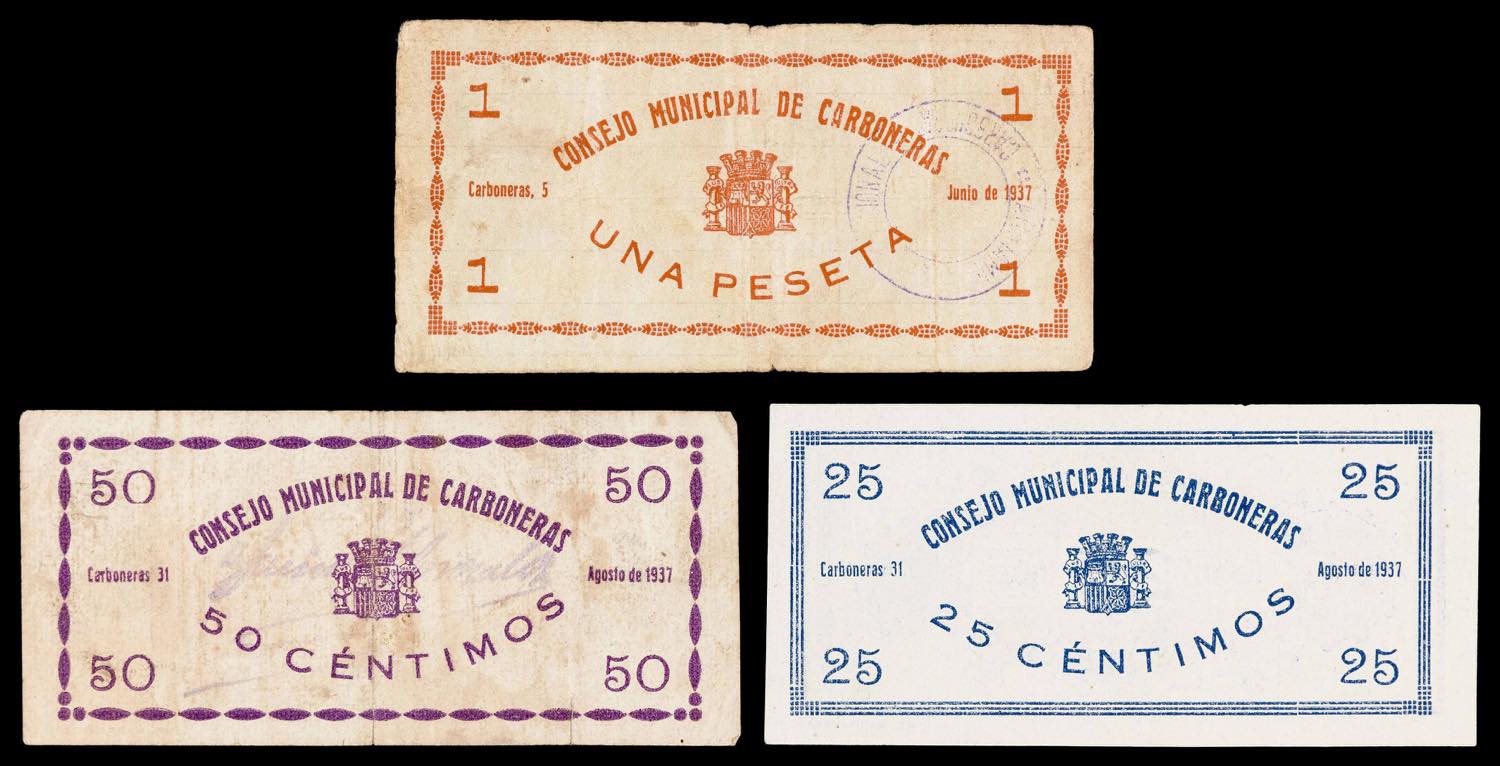 1 1
CONSEJO MUNICIPAL DE CARBONERAS
Carboneras, 5 Junio de 1937
UNA PESETA
1 1
50 50
CONSEJO MUNICIPAL DE CARBONERAS
Carboneras 31 Agosto de 1937
50 CÉNTIMOS
50 50
25 25
CONSEJO MUNICIPAL DE CARBONERAS
Carboneras 31 Agosto de 1937
25 CÉNTIMOS
25 25